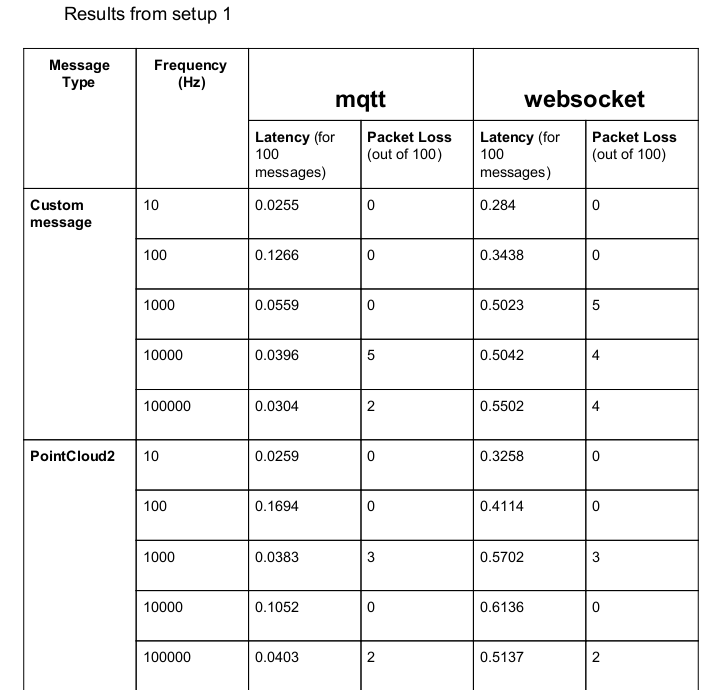 Results from setup 1
Message Type Frequency (Hz) mqtt websocket
Latency (for 100 messages) Packet Loss (out of 100) Latency (for 100 messages) Packet Loss (out of 100)
Custom message 10 0.0255 0 0.284 0
100 0.1266 0 0.3438 0
1000 0.0559 0 0.5023 5
10000 0.0396 5 0.5042 4
100000 0.0304 2 0.5502 4
PointCloud2 10 0.0259 0 0.3258 0
100 0.1694 0 0.4114 0
1000 0.0383 3 0.5702 3
10000 0.1052 0 0.6136 0
100000 0.0403 2 0.5137 2